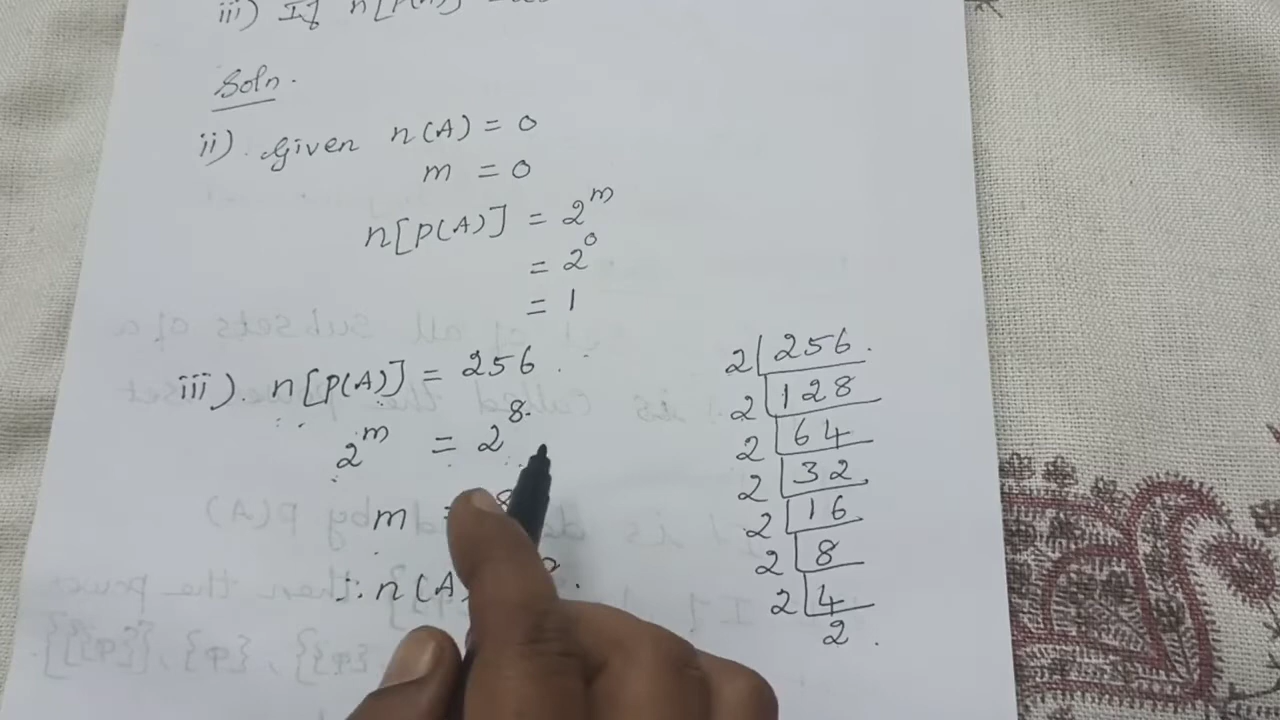 iii) If n[P(A)]
Soln.
ii). Given n(A) = 0
m = 0
n[P(A)] = 2^m
= 2^0
= 1
iii). n[P(A)] = 256
2^m = 2^8
m = 8
∴ n(A)
2 | 256
2 | 128
2 | 64
2 | 32
2 | 16
2 | 8
2 | 4
2